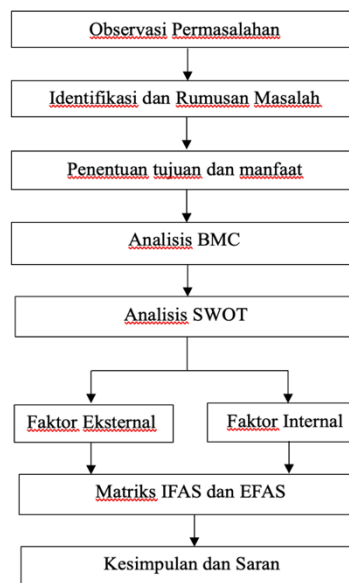 Observasi Permasalahan
Identifikasi dan Rumusan Masalah
Penentuan tujuan dan manfaat
Analisis BMC
Analisis SWOT
Faktor Eksternal
Faktor Internal
Matriks IFAS dan EFAS
Kesimpulan dan Saran